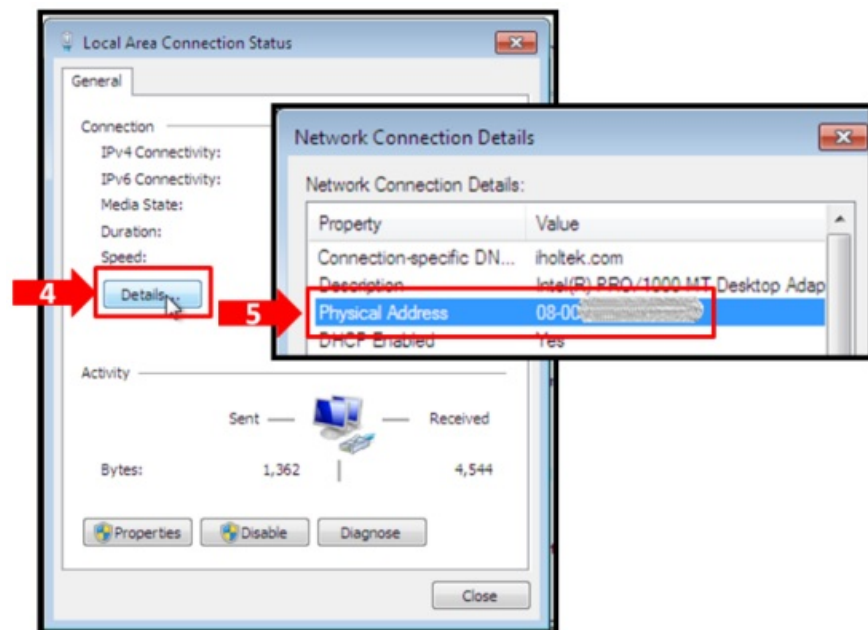 Local Area Connection Status
General
Connection
IPv4 Connectivity:
IPv6 Connectivity:
Media State:
Duration:
Speed:
4
Details...
Activity
Sent — — Received
Bytes: 1,362 4,544
Properties Disable Diagnose
Close
Network Connection Details
Network Connection Details:
Property Value
Connection-specific DN... iholtek.com
Description Intel(R) PRO/1000 MT Desktop Adap
5
Physical Address 08-00
DHCP Enabled Yes